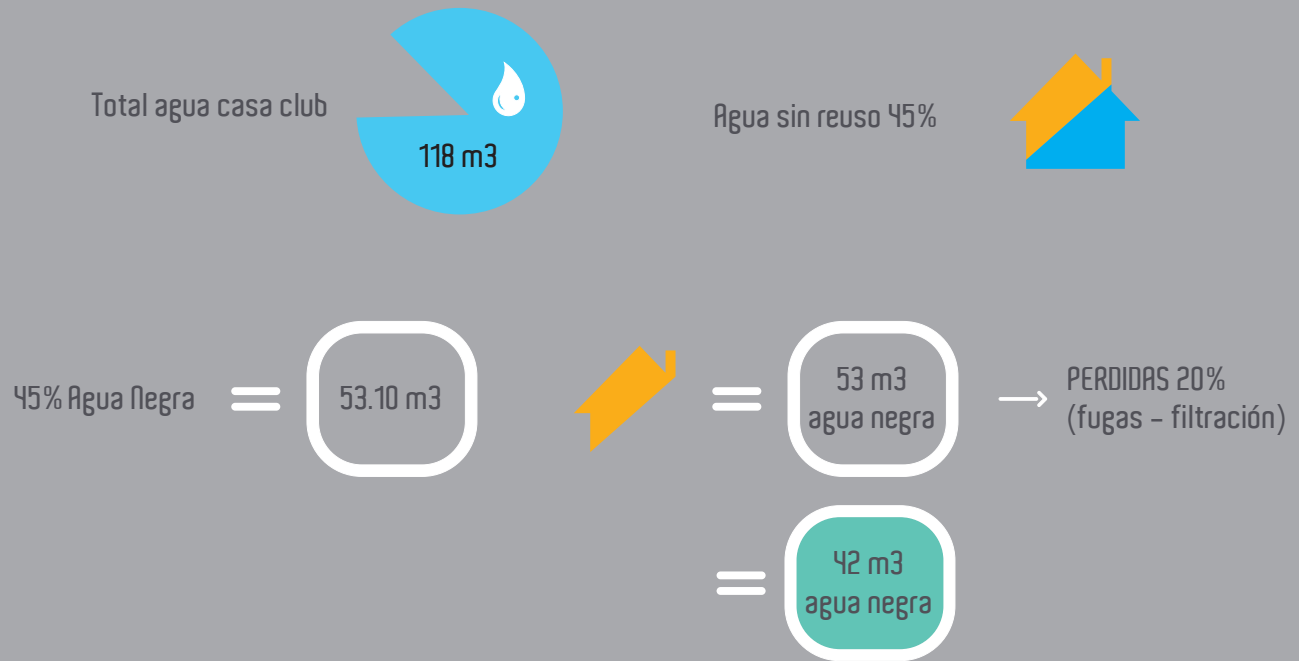 Total agua casa club
118 m3
Agua sin reuso 45%
45% Agua Negra
53.10 m3
53 m3
agua negra
PERDIDAS 20%
(fugas – filtración)
42 m3
agua negra